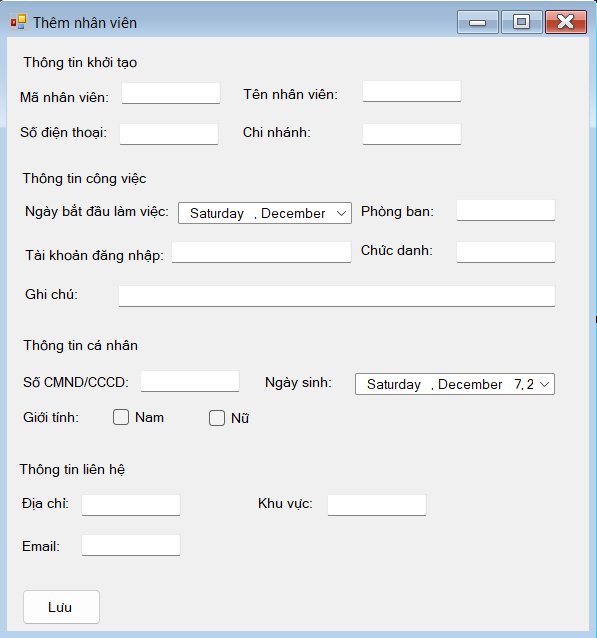 Thêm nhân viên
Thông tin khởi tạo
Mã nhân viên: Tên nhân viên:
Số điện thoại: Chi nhánh:
Thông tin công việc
Ngày bắt đầu làm việc: Saturday , December Phòng ban:
Tài khoản đăng nhập: Chức danh:
Ghi chú:
Thông tin cá nhân
Số CMND/CCCD: Ngày sinh: Saturday , December 7, 2
Giới tính: Nam Nữ
Thông tin liên hệ
Địa chỉ: Khu vực:
Email:
Lưu